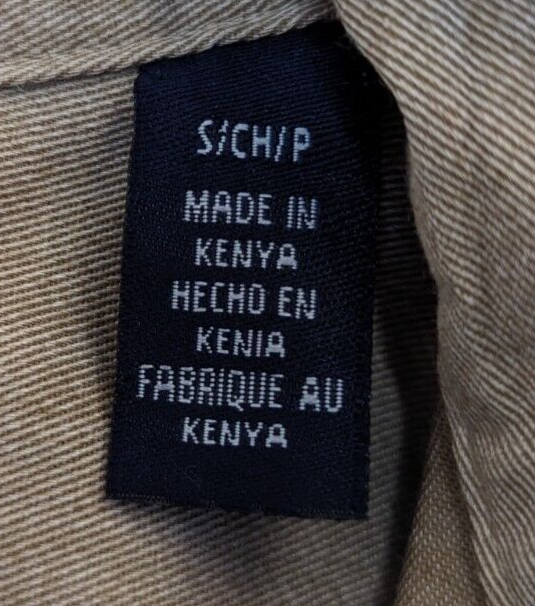 S/CH/P
MADE IN
KENYA
HECHO EN
KENIA
FABRIQUE AU
KENYA